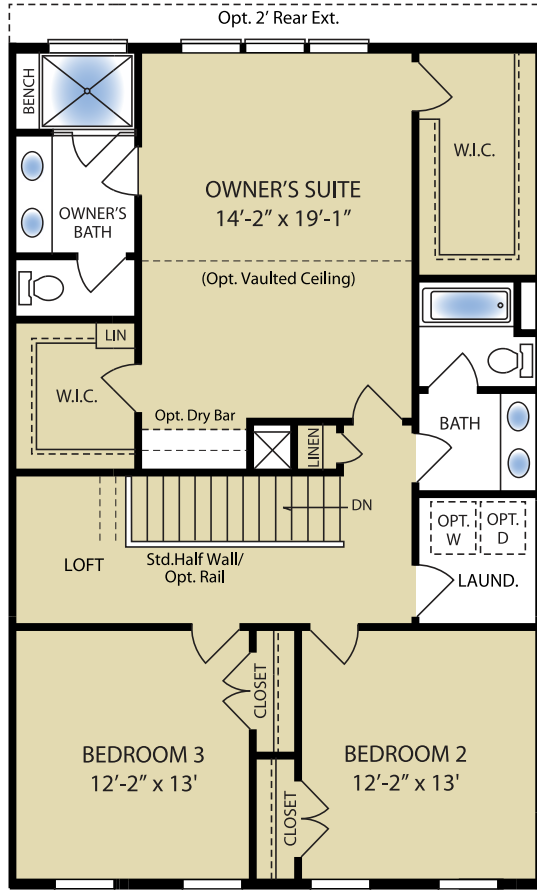 Opt. 2' Rear Ext.
BENCH
W.I.C.
OWNER'S SUITE
14'-2" x 19'-1"
OWNER'S
BATH
(Opt. Vaulted Ceiling)
LIN
W.I.C.
Opt. Dry Bar
LINEN
BATH
DN
OPT.
W
OPT.
D
LOFT
Std.Half Wall/
Opt. Rail
LAUND.
CLOSET
BEDROOM 3
12'-2" x 13'
BEDROOM 2
12'-2" x 13'
CLOSET